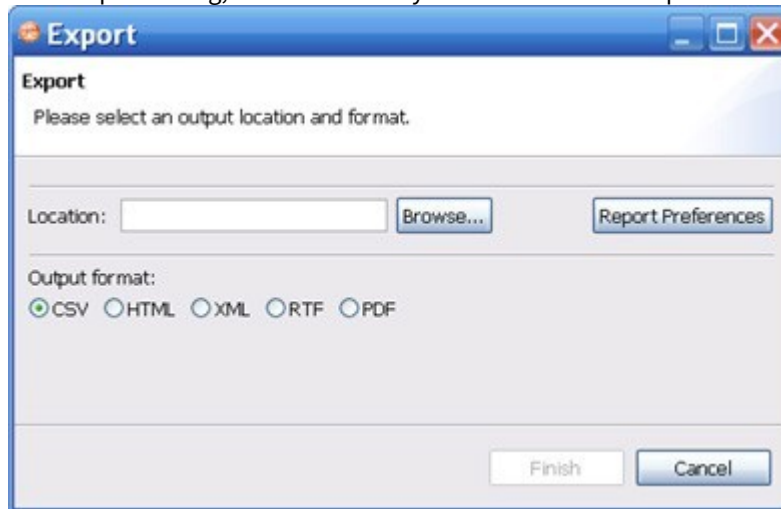 Export
Export
Please select an output location and format.
Location: Browse... Report Preferences
Output format:
CSV HTML XML RTF PDF
Finish Cancel